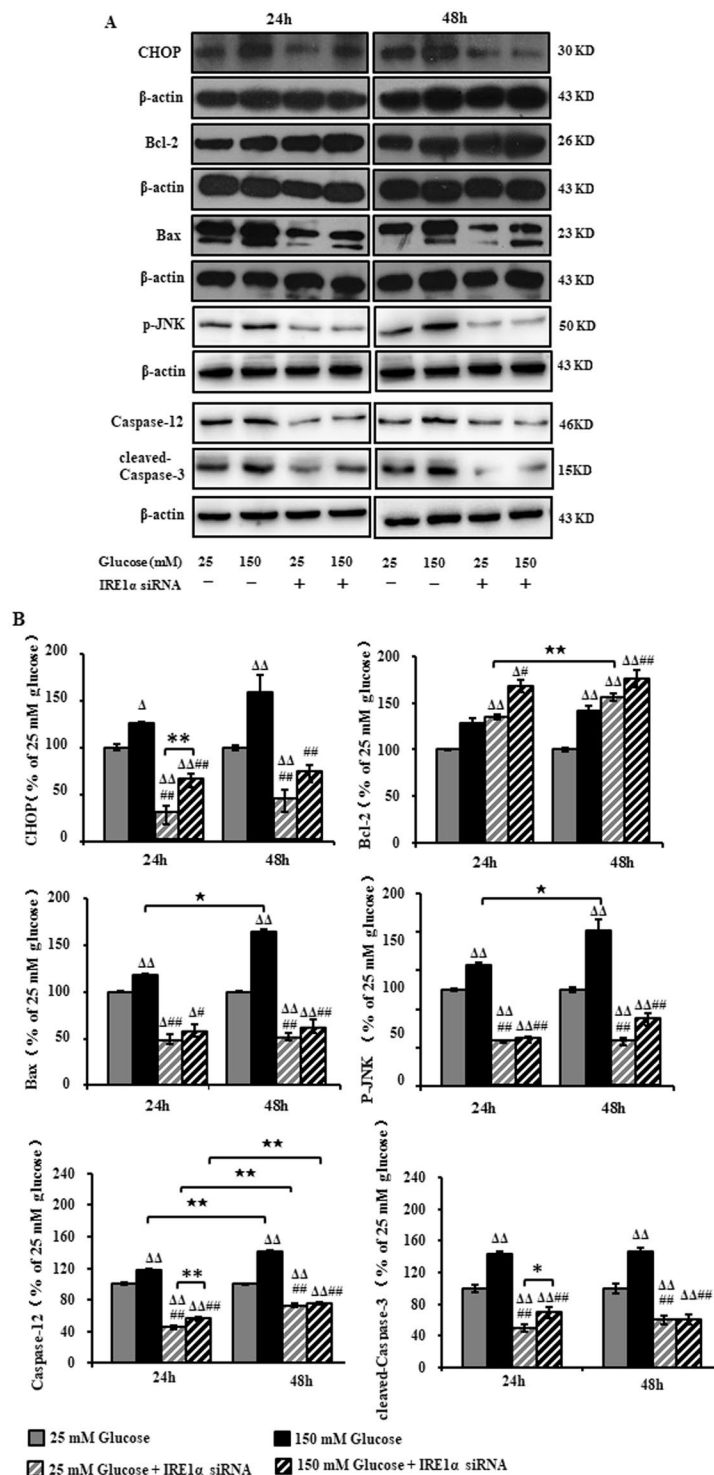 A
24h 48h
CHOP 30 KD
β-actin 43 KD
Bcl-2 26 KD
β-actin 43 KD
Bax 23 KD
β-actin 43 KD
p-JNK 50 KD
β-actin 43 KD
Caspase-12 46KD
cleaved-
Caspase-3 15KD
β-actin 43 KD
Glucose (mM) 25 150 25 150 25 150 25 150
IRE1α siRNA − − + + − − + +
B
CHOP ( % of 25 mM glucose)
200
150
100
50
0
Δ ** ΔΔ ## ΔΔ## ΔΔ ΔΔ ## ##
24h 48h
Bcl-2 ( % of 25 mM glucose)
200
150
100
50
0
★★
ΔΔ Δ# ΔΔ ΔΔ ΔΔ##
24h 48h
Bax ( % of 25 mM glucose)
200
150
100
50
0
★
ΔΔ Δ## Δ# ΔΔ ΔΔ ## ΔΔ##
24h 48h
P-JNK ( % of 25 mM glucose)
200
150
100
50
0
★
ΔΔ ΔΔ ## ΔΔ## ΔΔ ΔΔ ## ΔΔ##
24h 48h
Caspase-12 ( % of 25 mM glucose)
240
200
160
120
80
40
0
★★
★★
★★
ΔΔ ** ΔΔ ## ΔΔ## ΔΔ ΔΔ ## ΔΔ##
24h 48h
cleaved-Caspase-3 ( % of 25 mM glucose)
240
200
160
120
80
40
0
ΔΔ * ΔΔ ## ΔΔ## ΔΔ ΔΔ ## ΔΔ##
24h 48h
25 mM Glucose 150 mM Glucose
25 mM Glucose + IRE1α siRNA 150 mM Glucose + IRE1α siRNA